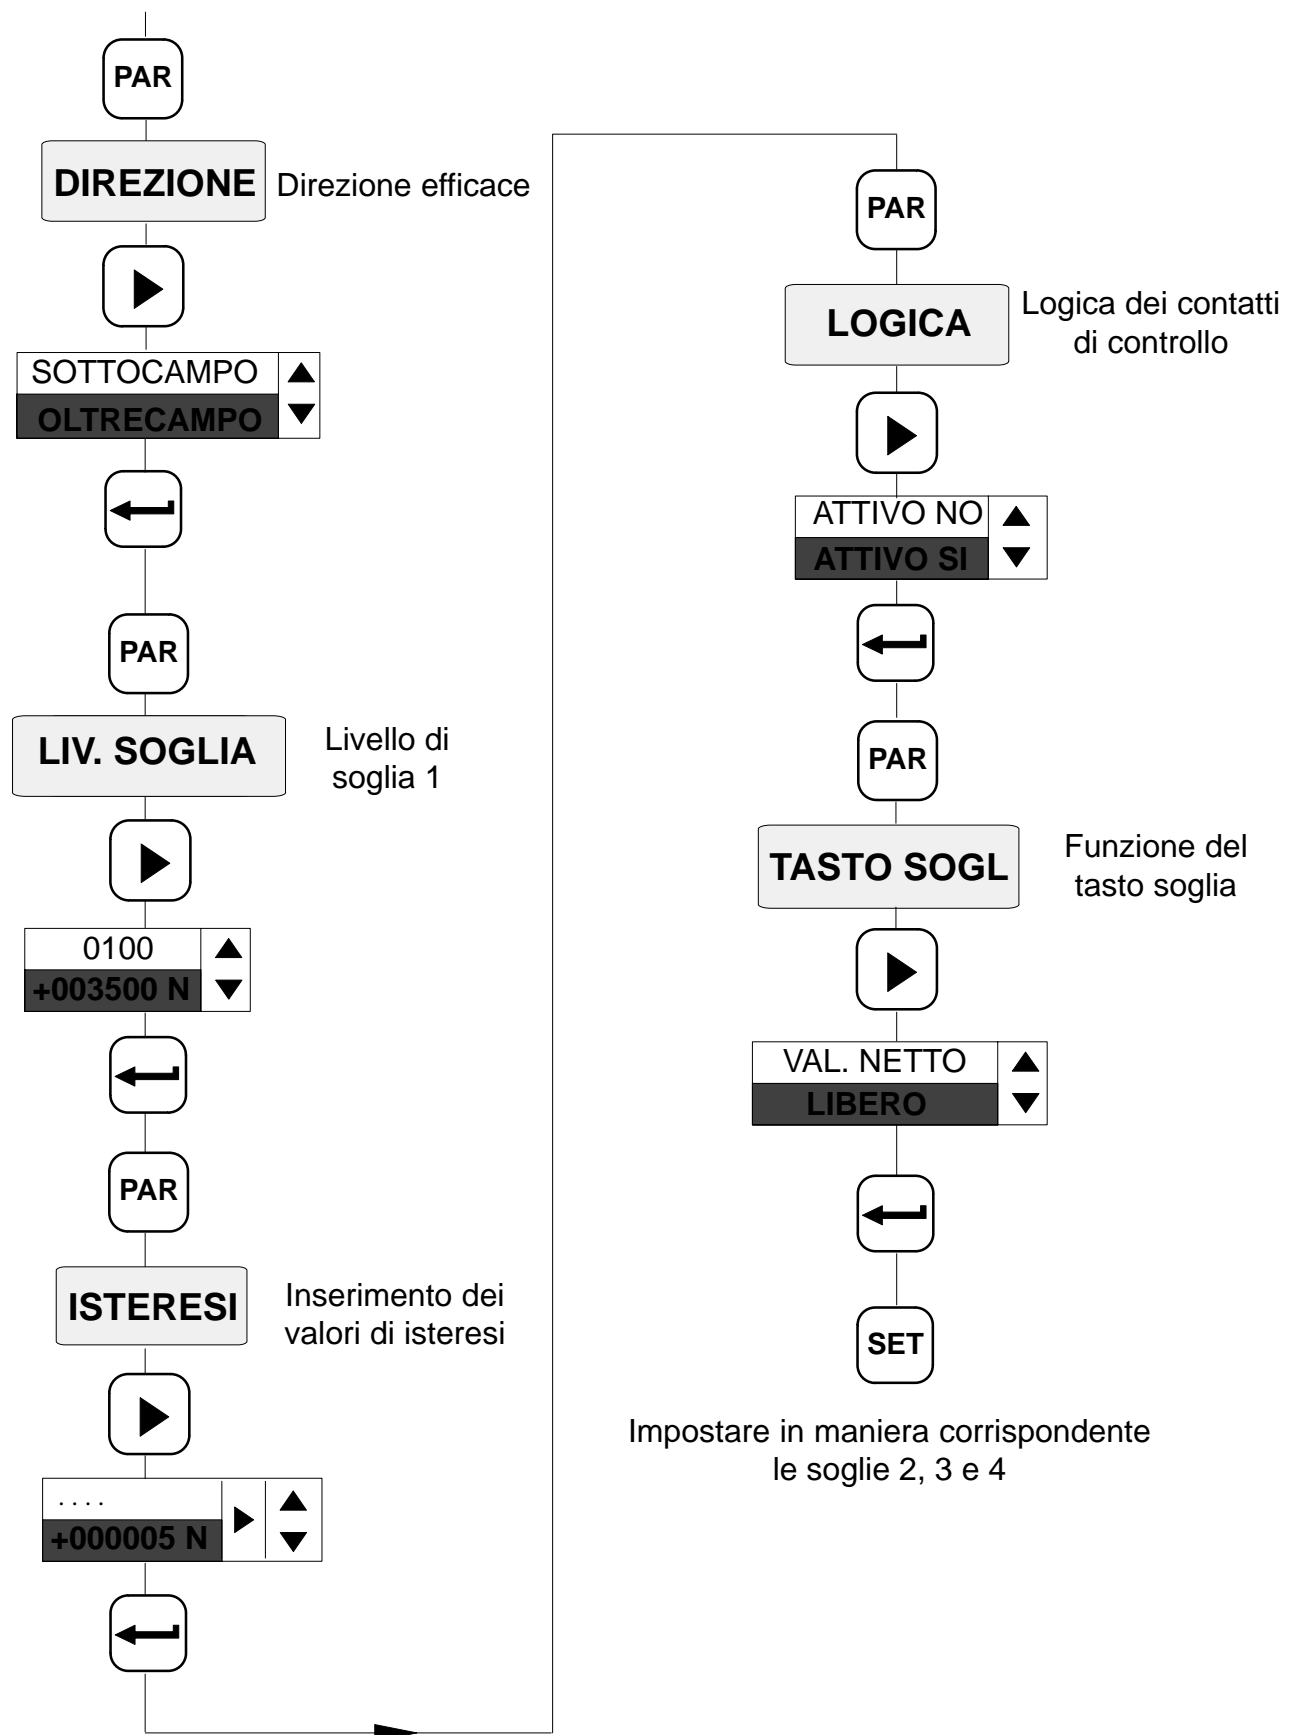 PAR
DIREZIONE
Direzione efficace
SOTTOCAMPO
OLTRECAMPO
PAR
LIV. SOGLIA
Livello di
soglia 1
0100
+003500 N
PAR
ISTERESI
Inserimento dei
valori di isteresi
. . . .
+000005 N
PAR
LOGICA
Logica dei contatti
di controllo
ATTIVO NO
ATTIVO SI
PAR
TASTO SOGL
Funzione del
tasto soglia
VAL. NETTO
LIBERO
SET
Impostare in maniera corrispondente
le soglie 2, 3 e 4